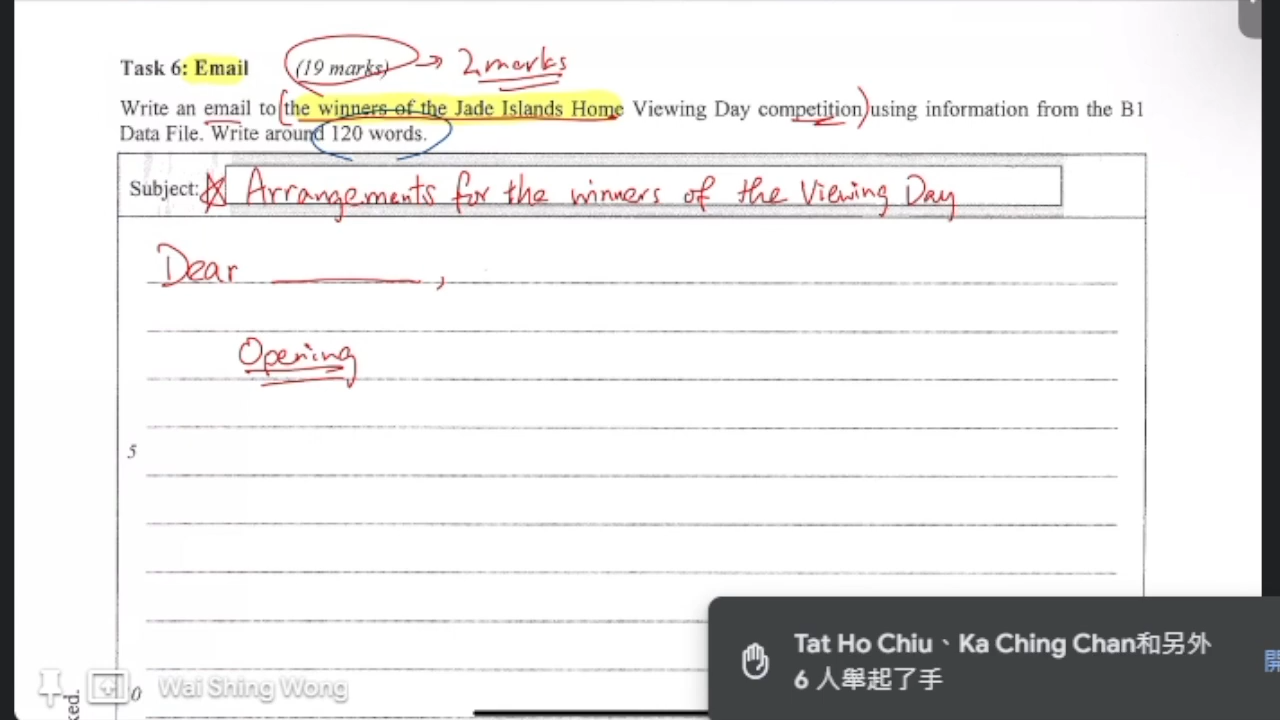 Task 6: Email (19 marks) → 2 marks
Write an email to (the winners of the Jade Islands Home Viewing Day competition) using information from the B1
Data File. Write around 120 words.
Subject: Arrangements for the winners of the Viewing Day
Dear ,
Opening
5
0
ked.
Wai Shing Wong
Tat Ho Chiu、Ka Ching Chan和另外
6 人舉起了手
開